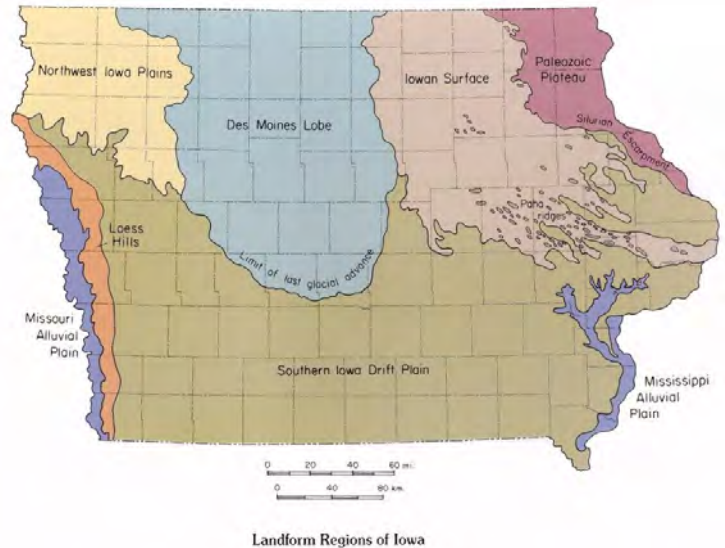 Northwest Iowa Plains
Des Moines Lobe
Iowan Surface
Paleozoic
Plateau
Silurian Escarpment
Paha
ridges
Loess
Hills
Limit of last glacial advance
Missouri
Alluvial
Plain
Southern Iowa Drift Plain
Mississippi
Alluvial
Plain
0 20 40 60 mi.
0 40 80 km.
Landform Regions of Iowa